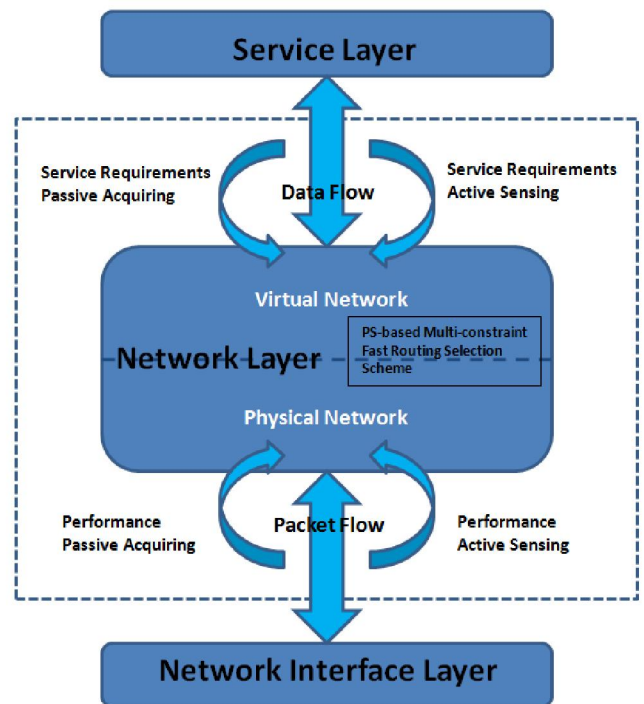 Service Layer
Service Requirements
Passive Acquiring
Data Flow
Service Requirements
Active Sensing
Virtual Network
PS-based Multi-constraint
Fast Routing Selection
Scheme
Network Layer
Physical Network
Performance
Passive Acquiring
Packet Flow
Performance
Active Sensing
Network Interface Layer